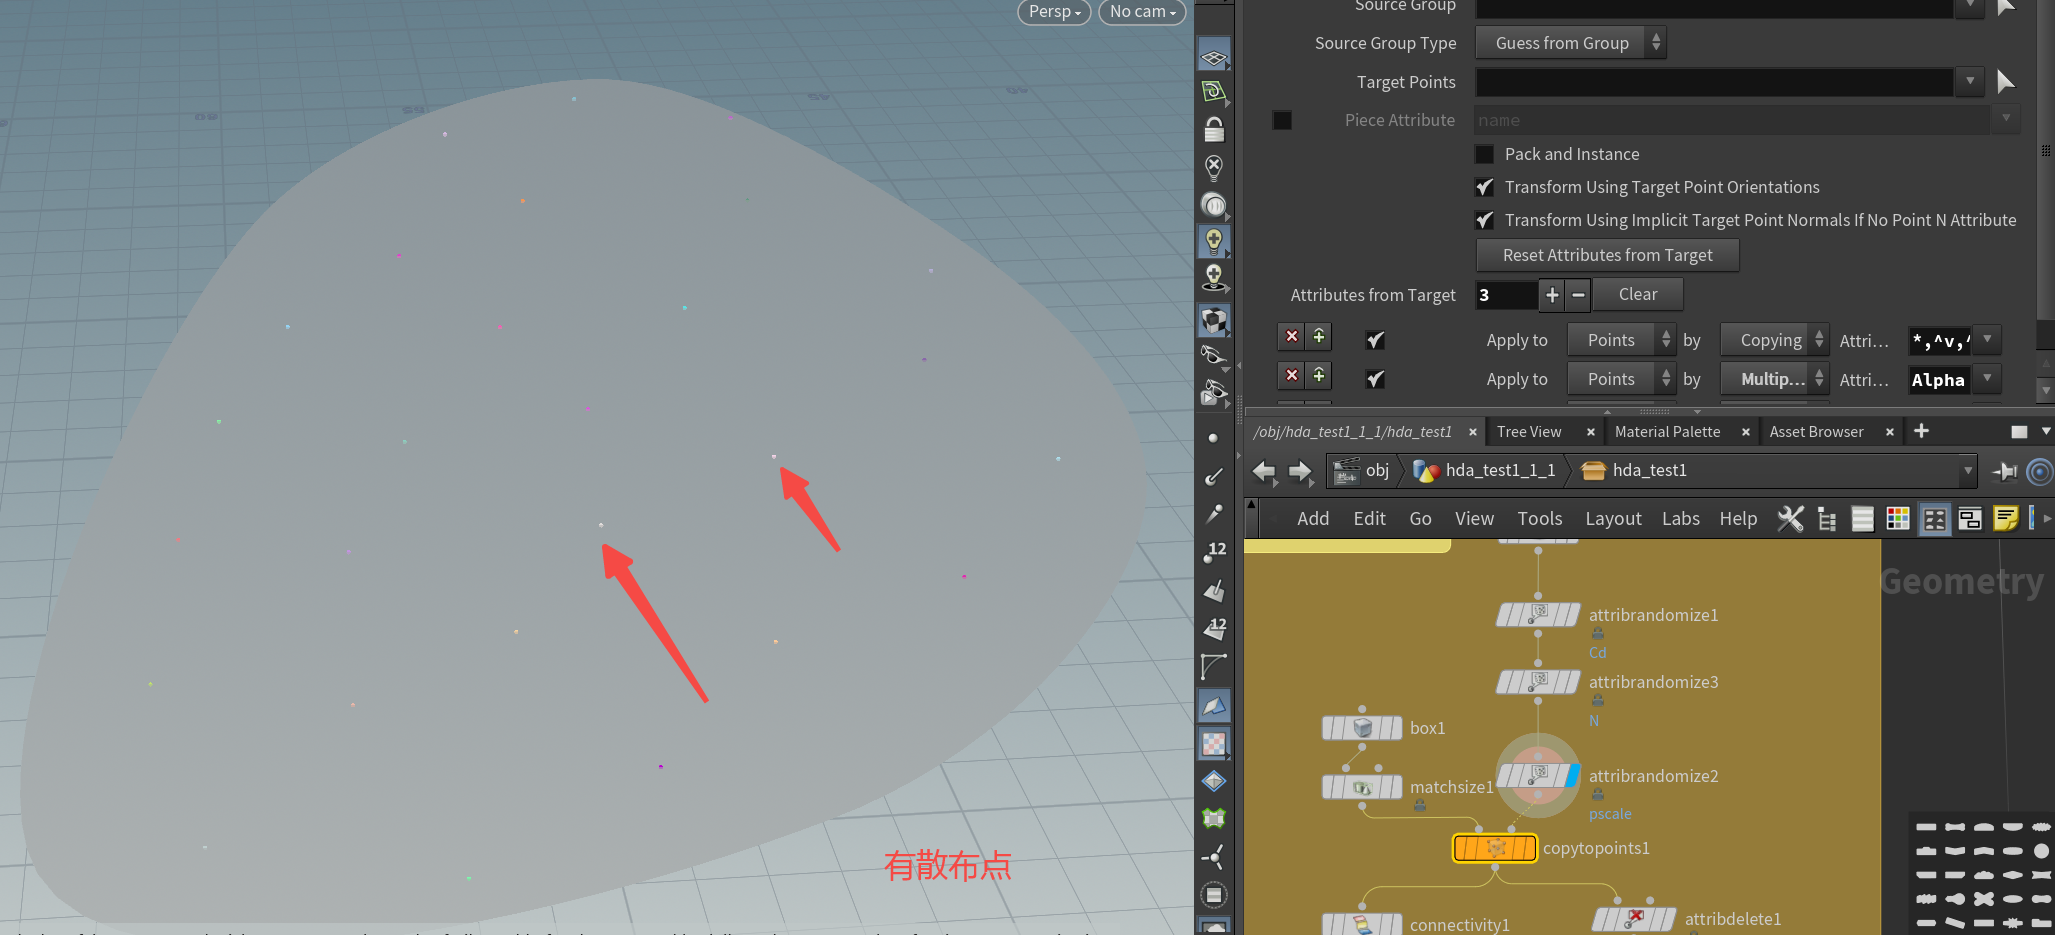 Persp
No cam
Source Group
Source Group Type
Guess from Group
Target Points
Piece Attribute
name
Pack and Instance
Transform Using Target Point Orientations
Transform Using Implicit Target Point Normals If No Point N Attribute
Reset Attributes from Target
Attributes from Target 3 Clear
Apply to Points by Copying Attri... *,^v,^
Apply to Points by Multip... Attri... Alpha
/obj/hda_test1_1_1/hda_test1
Tree View
Material Palette
Asset Browser
obj
hda_test1_1_1
hda_test1
Add Edit Go View Tools Layout Labs Help
Geometry
12
12
attribrandomize1
Cd
attribrandomize3
N
box1
attribrandomize2
pscale
matchsize1
copytopoints1
connectivity1
attribdelete1
有散布点